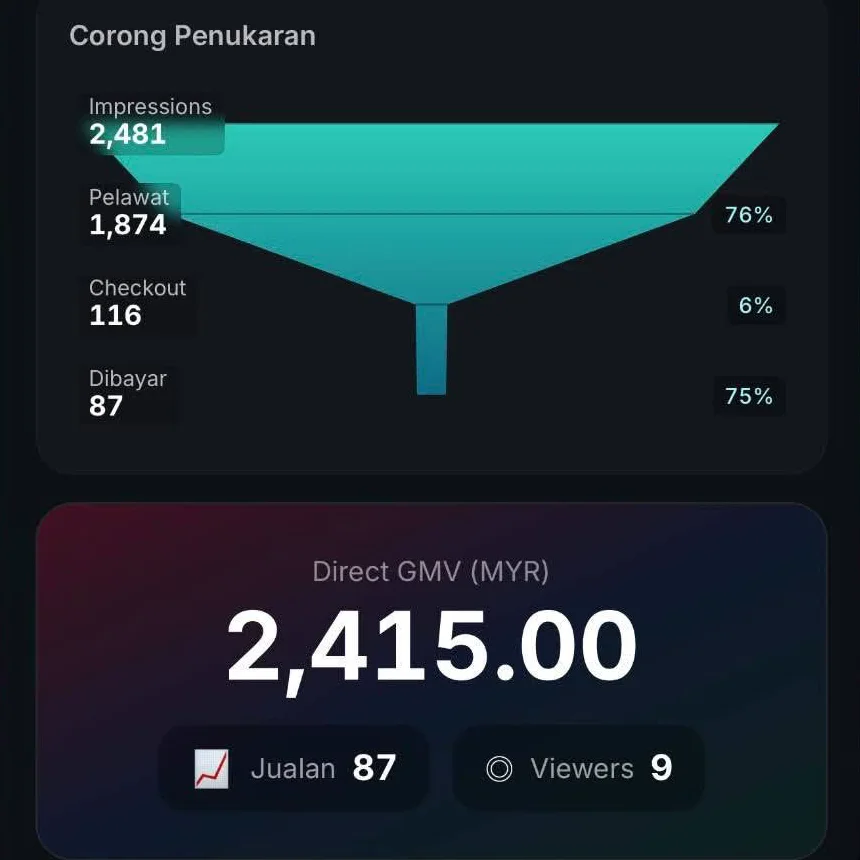 Corong Penukaran
Impressions
2,481
Pelawat
1,874
76%
Checkout
116
6%
Dibayar
87
75%
Direct GMV (MYR)
2,415.00
Jualan 87
Viewers 9